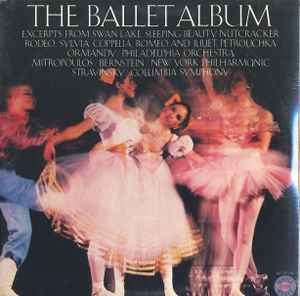 THE BALLET ALBUM
EXCERPTS FROM SWAN LAKE, SLEEPING BEAUTY, NUTCRACKER
RODEO, SYLVIA, COPPELIA, ROMEO AND JULIET, PETROUCHKA
ORMANDY / PHILADELPHIA ORCHESTRA
MITROPOULOS / BERNSTEIN / NEW YORK PHILHARMONIC
STRAVINSKY / COLUMBIA SYMPHONY